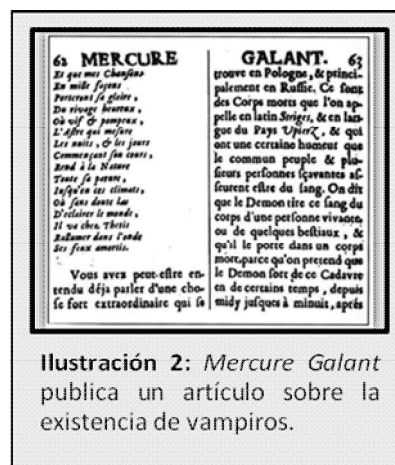 62 MERCURE
Et que mes Chansons
En mille façons
Porteront sa gloire,
Du rivage heureux,
Où vif & pompeux,
L'Astre qui mesure
Les nuits, & les jours
Commençant son cours,
Rend à la Nature
Toute sa parure,
Jusqu'en ces climats,
Où sans doute las
D'éclairer le monde,
Il va chez Thetis
Rallumer dans l'onde
Ses feux amortis.
Vous avez peut-estre en-
tendu déja parler d'une cho-
se fort extraordinaire qui se
GALANT. 63
trouve en Pologne, & princi-
palement en Russie. Ce sont
des Corps morts que l'on ap-
pelle en latin Striges, & en lan-
gue du Pays Upierz, & qui
ont une certaine humeur que
le commun peuple & plu-
sieurs personnes sçavantes as-
seurent estre du sang. On dit
que le Demon tire ce sang du
corps d'une personne vivante,
ou de quelques bestiaux, &
qu'il le porte dans un corps
mort, parce qu'on pretend que
le Demon sort de ce Cadavre
en de certains temps, depuis
midy jusques à minuit, aprés
Ilustración 2: Mercure Galant
publica un artículo sobre la
existencia de vampiros.